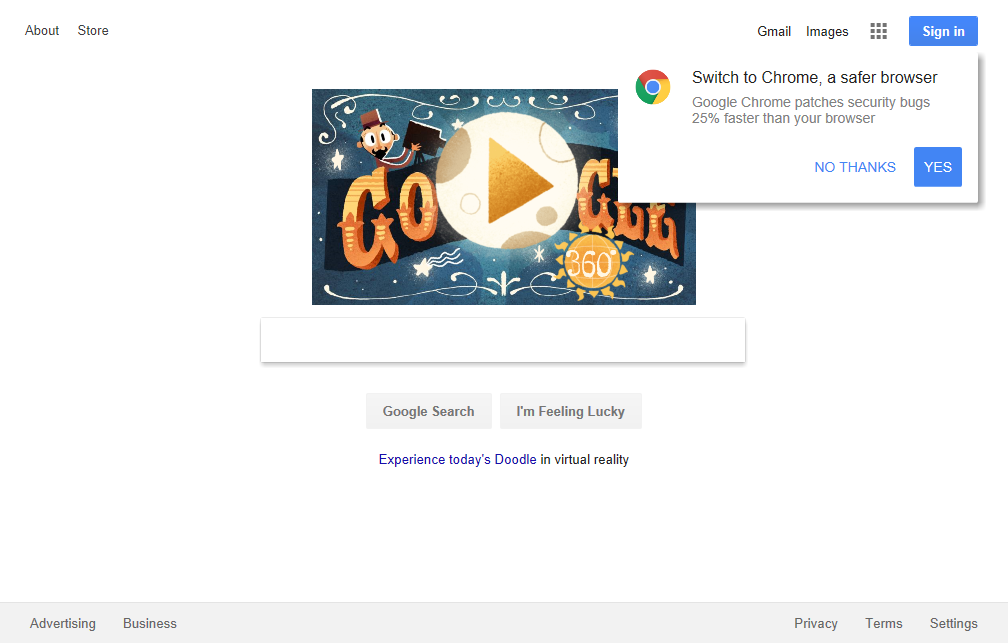 About Store
Gmail Images Sign in
Switch to Chrome, a safer browser
Google Chrome patches security bugs
25% faster than your browser
NO THANKS YES
GO GLE
360°
Google Search I'm Feeling Lucky
Experience today's Doodle in virtual reality
Advertising Business Privacy Terms Settings